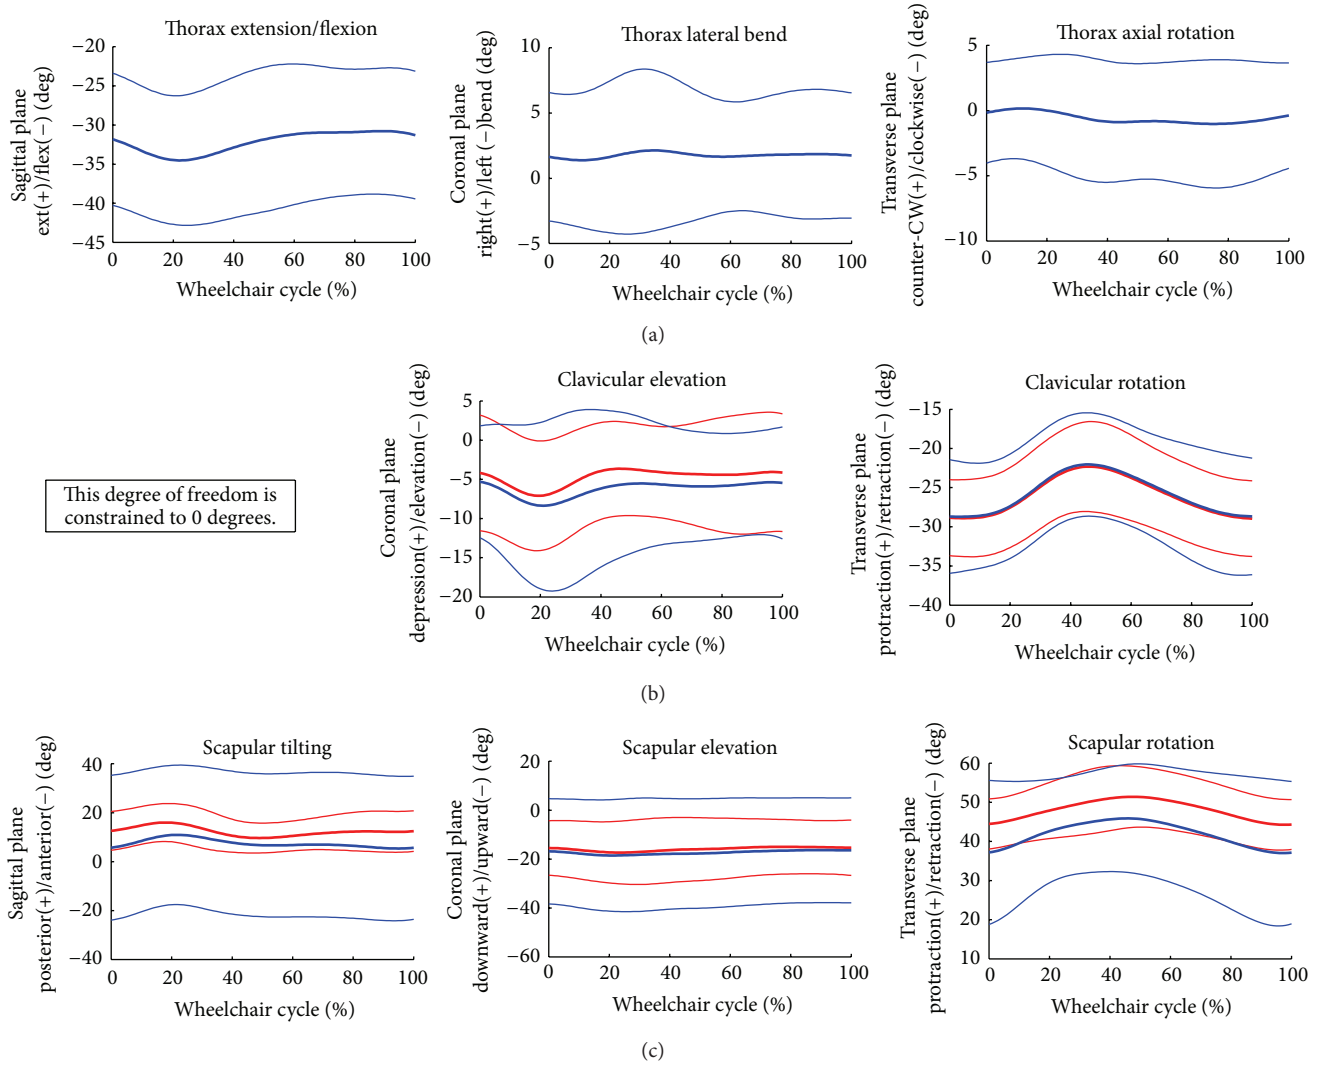 Thorax extension/flexion
Sagittal plane
ext(+)/flex(−) (deg)
−20
−25
−30
−35
−40
−45
0 20 40 60 80 100
Wheelchair cycle (%)
Thorax lateral bend
Coronal plane
right(+)/left (−)bend (deg)
10
5
0
−5
0 20 40 60 80 100
Wheelchair cycle (%)
Thorax axial rotation
Transverse plane
counter-CW(+)/clockwise(−) (deg)
5
0
−5
−10
0 20 40 60 80 100
Wheelchair cycle (%)
(a)
This degree of freedom is
constrained to 0 degrees.
Clavicular elevation
Coronal plane
depression(+)/elevation(−) (deg)
5
0
−5
−10
−15
−20
0 20 40 60 80 100
Wheelchair cycle (%)
Clavicular rotation
Transverse plane
protraction(+)/retraction(−) (deg)
−15
−20
−25
−30
−35
−40
0 20 40 60 80 100
Wheelchair cycle (%)
(b)
Scapular tilting
Sagittal plane
posterior(+)/anterior(−) (deg)
40
20
0
−20
−40
0 20 40 60 80 100
Wheelchair cycle (%)
Scapular elevation
Coronal plane
downward(+)/upward(−) (deg)
20
0
−20
−40
−60
0 20 40 60 80 100
Wheelchair cycle (%)
Scapular rotation
Transverse plane
protraction(+)/retraction(−) (deg)
60
50
40
30
20
10
0 20 40 60 80 100
Wheelchair cycle (%)
(c)